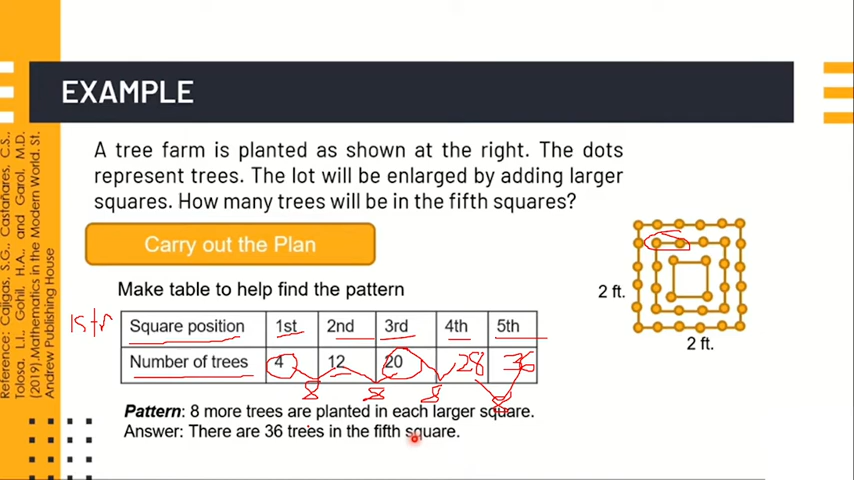 EXAMPLE
A tree farm is planted as shown at the right. The dots
represent trees. The lot will be enlarged by adding larger
squares. How many trees will be in the fifth squares?
Carry out the Plan
Make table to help find the pattern
Square position 1st 2nd 3rd 4th 5th
Number of trees 4 12 20 28 36
8 8 8 8
Pattern: 8 more trees are planted in each larger square.
Answer: There are 36 trees in the fifth square.
2 ft.
2 ft.
Reference: Cajigas, S.G., Castañares, C.S.,
Tolosa, L.I., Gohil, H.A., and Garol, M.D.
(2019).Mathematics in the Modern World. St.
Andrew Publishing House